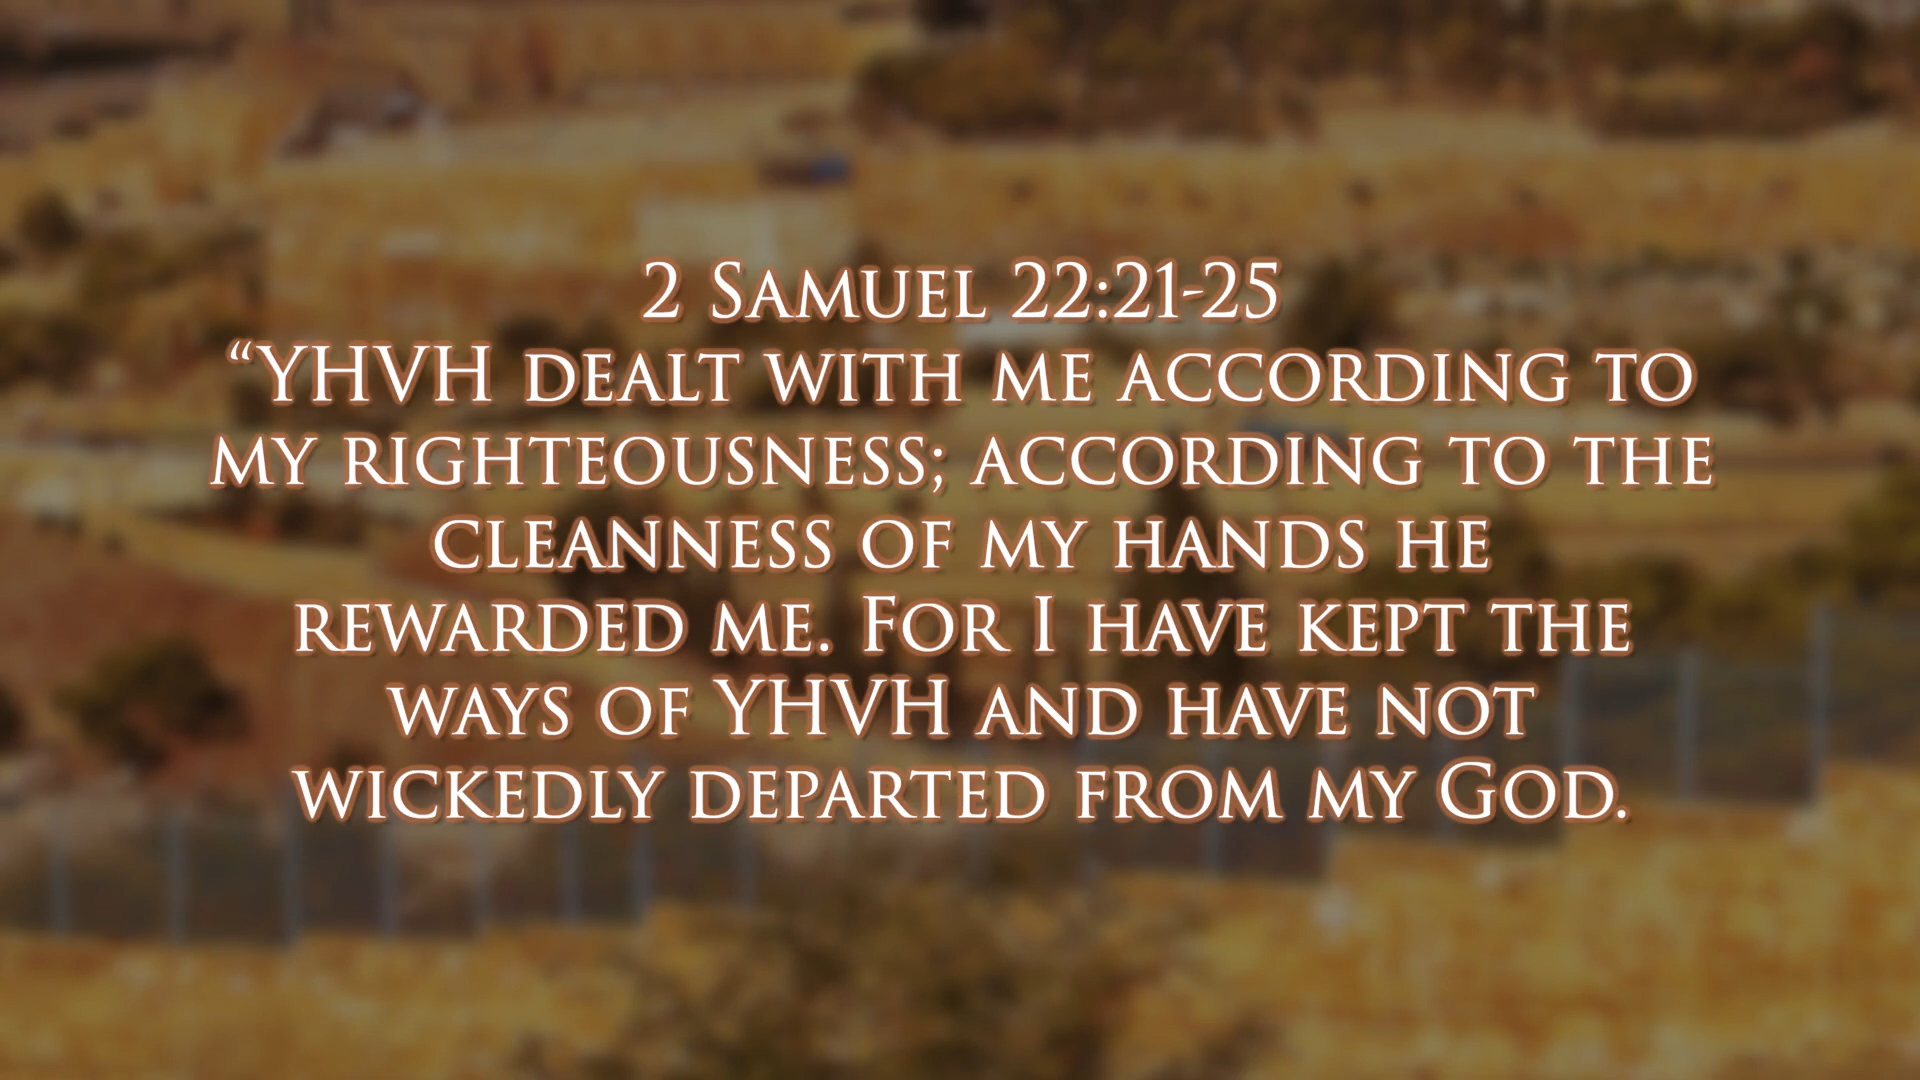 2 Samuel 22:21-25
“YHVH dealt with me according to
my righteousness; according to the
cleanness of my hands he
rewarded me. For I have kept the
ways of YHVH and have not
wickedly departed from my God.